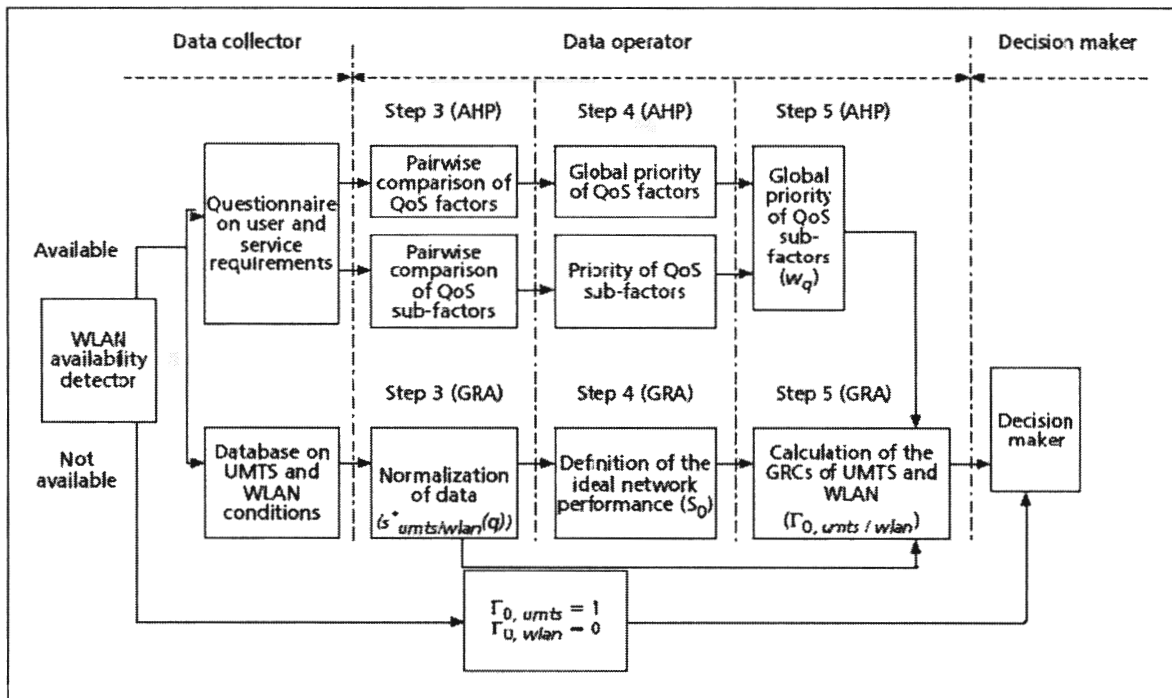 Data collector
Data operator
Decision maker
Step 3 (AHP)
Step 4 (AHP)
Step 5 (AHP)
Pairwise
comparison of
QoS factors
Global priority
of QoS factors
Global
priority
of QoS
sub-
factors
(w_q)
Questionnaire
on user and
service
requirements
Available
Pairwise
comparison
of QoS
sub-factors
Priority of QoS
sub-factors
WLAN
availability
detector
Step 3 (GRA)
Step 4 (GRA)
Step 5 (GRA)
Decision
maker
Not
available
Database on
UMTS and
WLAN
conditions
Normalization
of data
(s*umts/wlan(q))
Definition of the
ideal network
performance (S0)
Calculation of the
GRCs of UMTS and
WLAN
(Γ0, umts / wlan)
Γ0, umts = 1
Γ0, wlan = 0